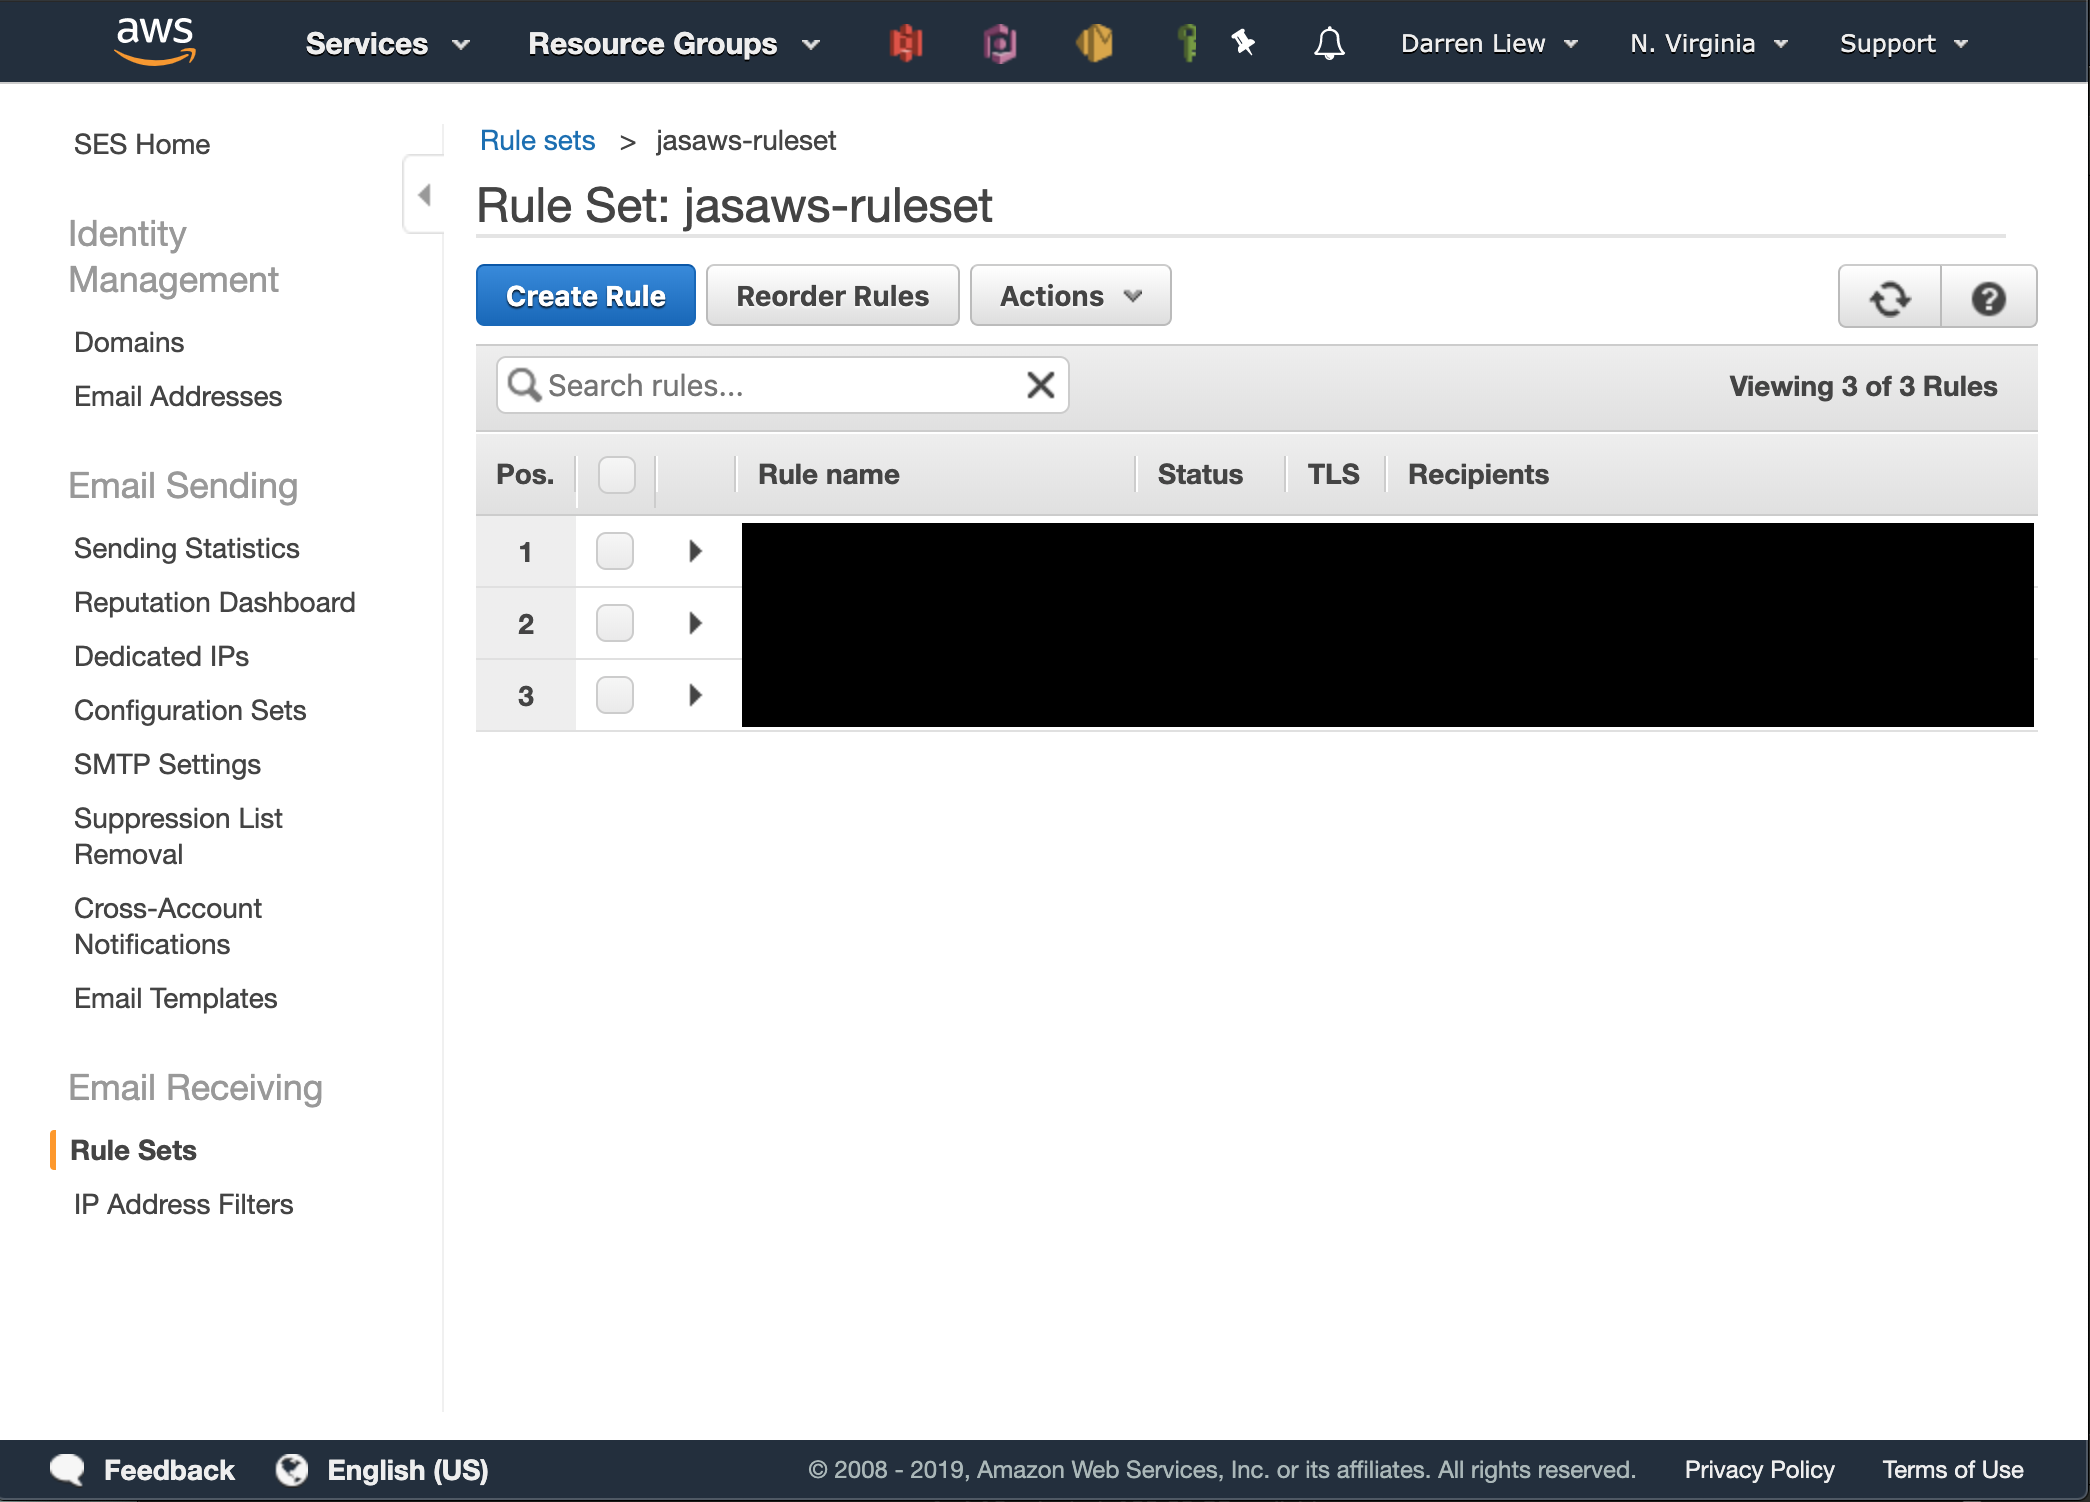 aws Services Resource Groups Darren Liew N. Virginia Support
SES Home
Identity
Management
Domains
Email Addresses
Email Sending
Sending Statistics
Reputation Dashboard
Dedicated IPs
Configuration Sets
SMTP Settings
Suppression List
Removal
Cross-Account
Notifications
Email Templates
Email Receiving
Rule Sets
IP Address Filters
Rule sets > jasaws-ruleset
Rule Set: jasaws-ruleset
Create Rule Reorder Rules Actions
Search rules... Viewing 3 of 3 Rules
Pos. Rule name Status TLS Recipients
1
2
3
Feedback English (US) © 2008 - 2019, Amazon Web Services, Inc. or its affiliates. All rights reserved. Privacy Policy Terms of Use